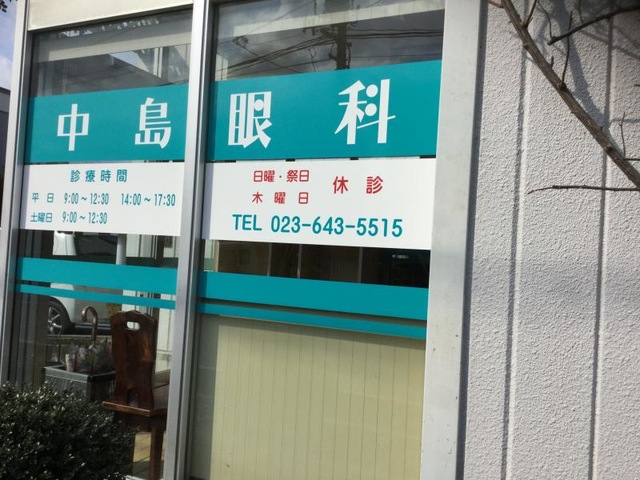 中島眼科
診療時間
平日 9:00～12:30 14:00～17:30
土曜日 9:00～12:30
日曜・祭日
木曜日
休診
TEL 023-643-5515